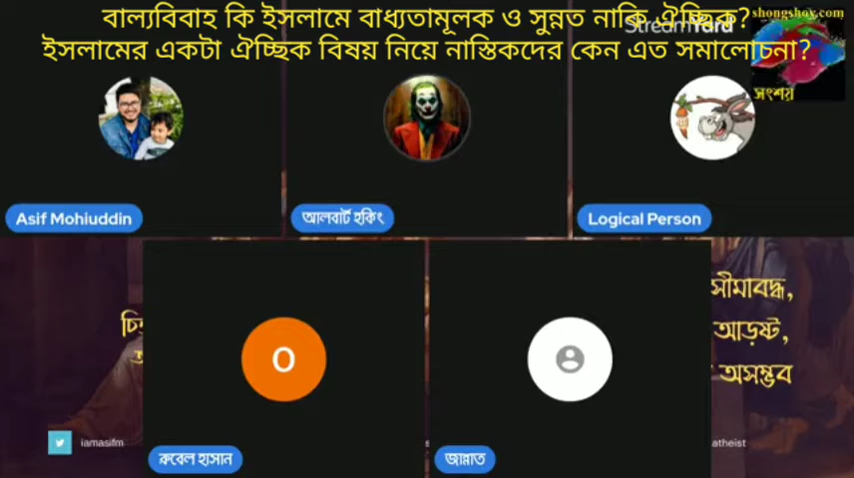 বাল্যবিবাহ কি ইসলামে বাধ্যতামূলক ও সুন্নত নাকি ঐচ্ছিক?
ইসলামের একটা ঐচ্ছিক বিষয় নিয়ে নাস্তিকদের কেন এত সমালোচনা?
StreamYard
shongshoy.com
সংশয়
Asif Mohiuddin
আলবার্ট হকিং
Logical Person
সীমাবদ্ধ,
আড়ষ্ট,
অসম্ভব
O
iamasifm
atheist
রুবেল হাসান
জান্নাত